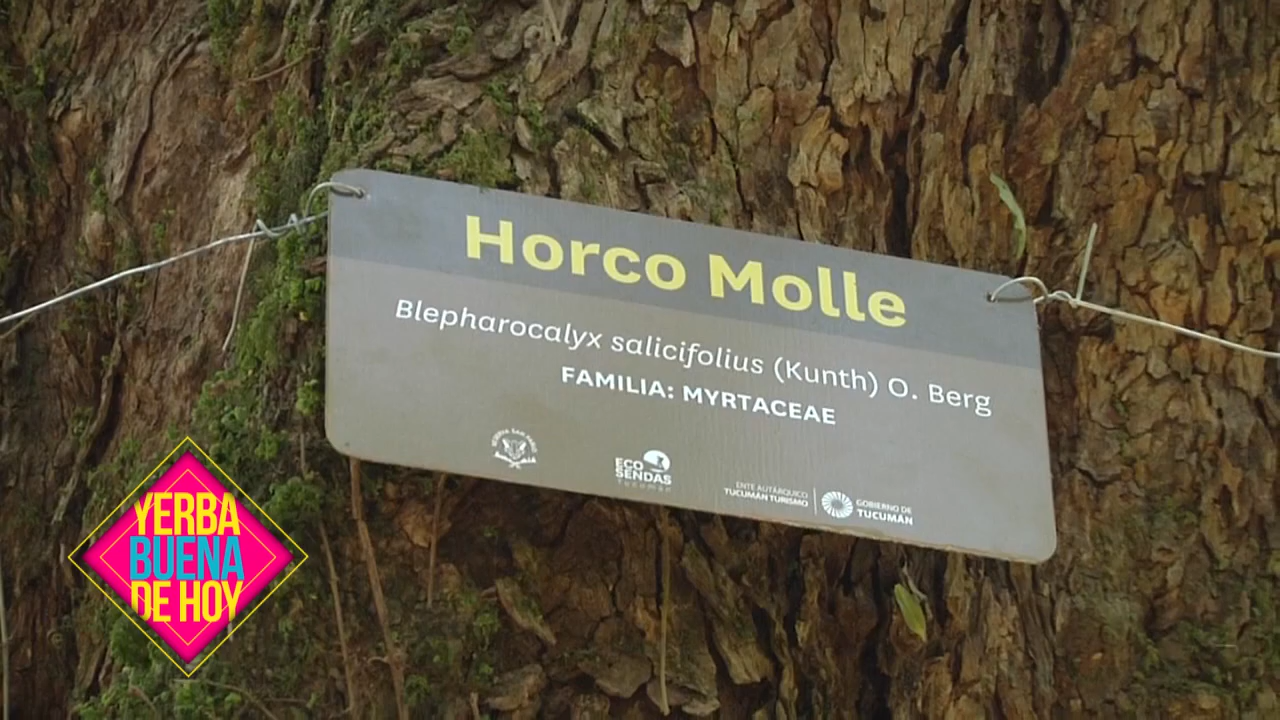 Horco Molle
Blepharocalyx salicifolius (Kunth) O. Berg
FAMILIA: MYRTACEAE
ECO
SENDAS
Tucumán
ENTE AUTÁRQUICO
TUCUMÁN TURISMO
GOBIERNO DE
TUCUMÁN
YERBA
BUENA
DE HOY